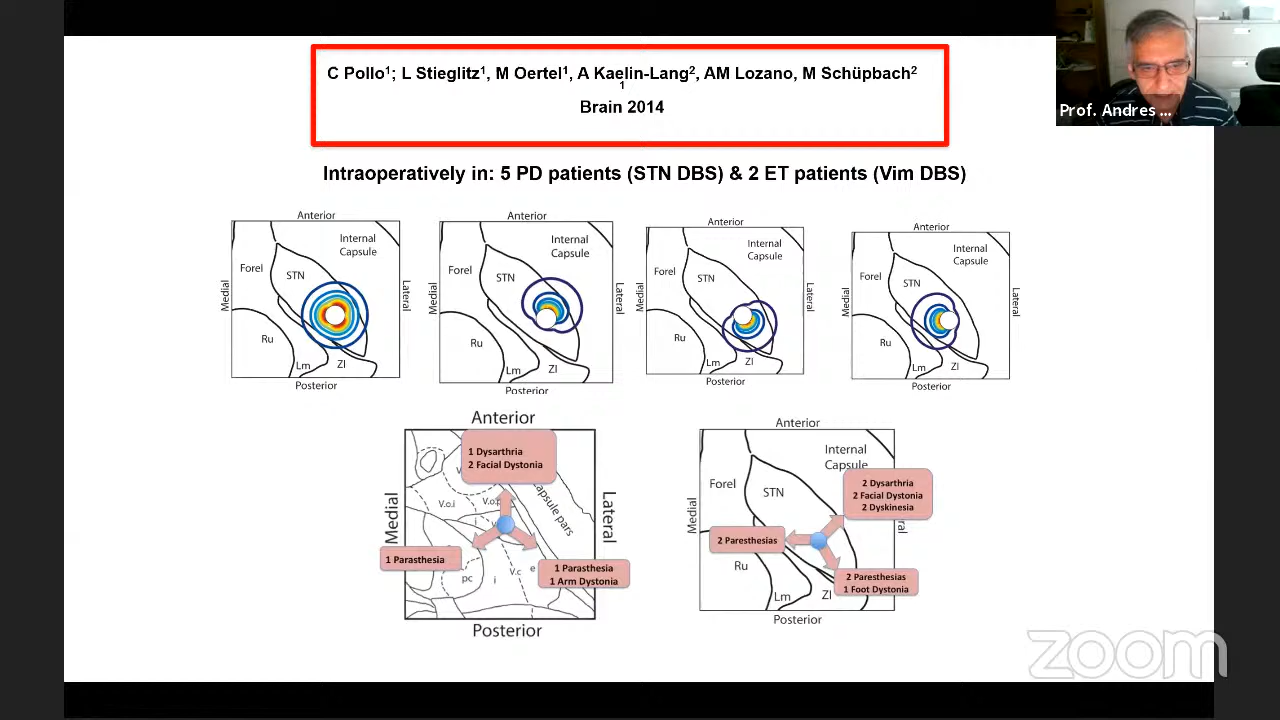 C Pollo¹; L Stieglitz¹, M Oertel¹, A Kaelin-Lang², AM Lozano, M Schüpbach²
1
Brain 2014
Prof. Andres ...
Intraoperatively in: 5 PD patients (STN DBS) & 2 ET patients (Vim DBS)
Anterior
Internal
Capsule
Forel
STN
Medial
Lateral
Ru
Lm
ZI
Posterior
Anterior
Internal
Capsule
Forel
STN
Medial
Lateral
Ru
Lm
ZI
Posterior
Anterior
Internal
Capsule
Forel
STN
Medial
Lateral
Ru
Lm
ZI
Posterior
Anterior
Internal
Capsule
Forel
STN
Medial
Lateral
Ru
Lm
ZI
Posterior
Anterior
1 Dysarthria
2 Facial Dystonia
V.o.i
Medial
Lateral
1 Parasthesia
1 Parasthesia
1 Arm Dystonia
V.c
e
pc
i
Posterior
Anterior
Internal
Capsule
Forel
STN
2 Dysarthria
2 Facial Dystonia
2 Dyskinesia
Medial
2 Paresthesias
Ru
2 Paresthesias
1 Foot Dystonia
Lm
ZI
Posterior
zoom